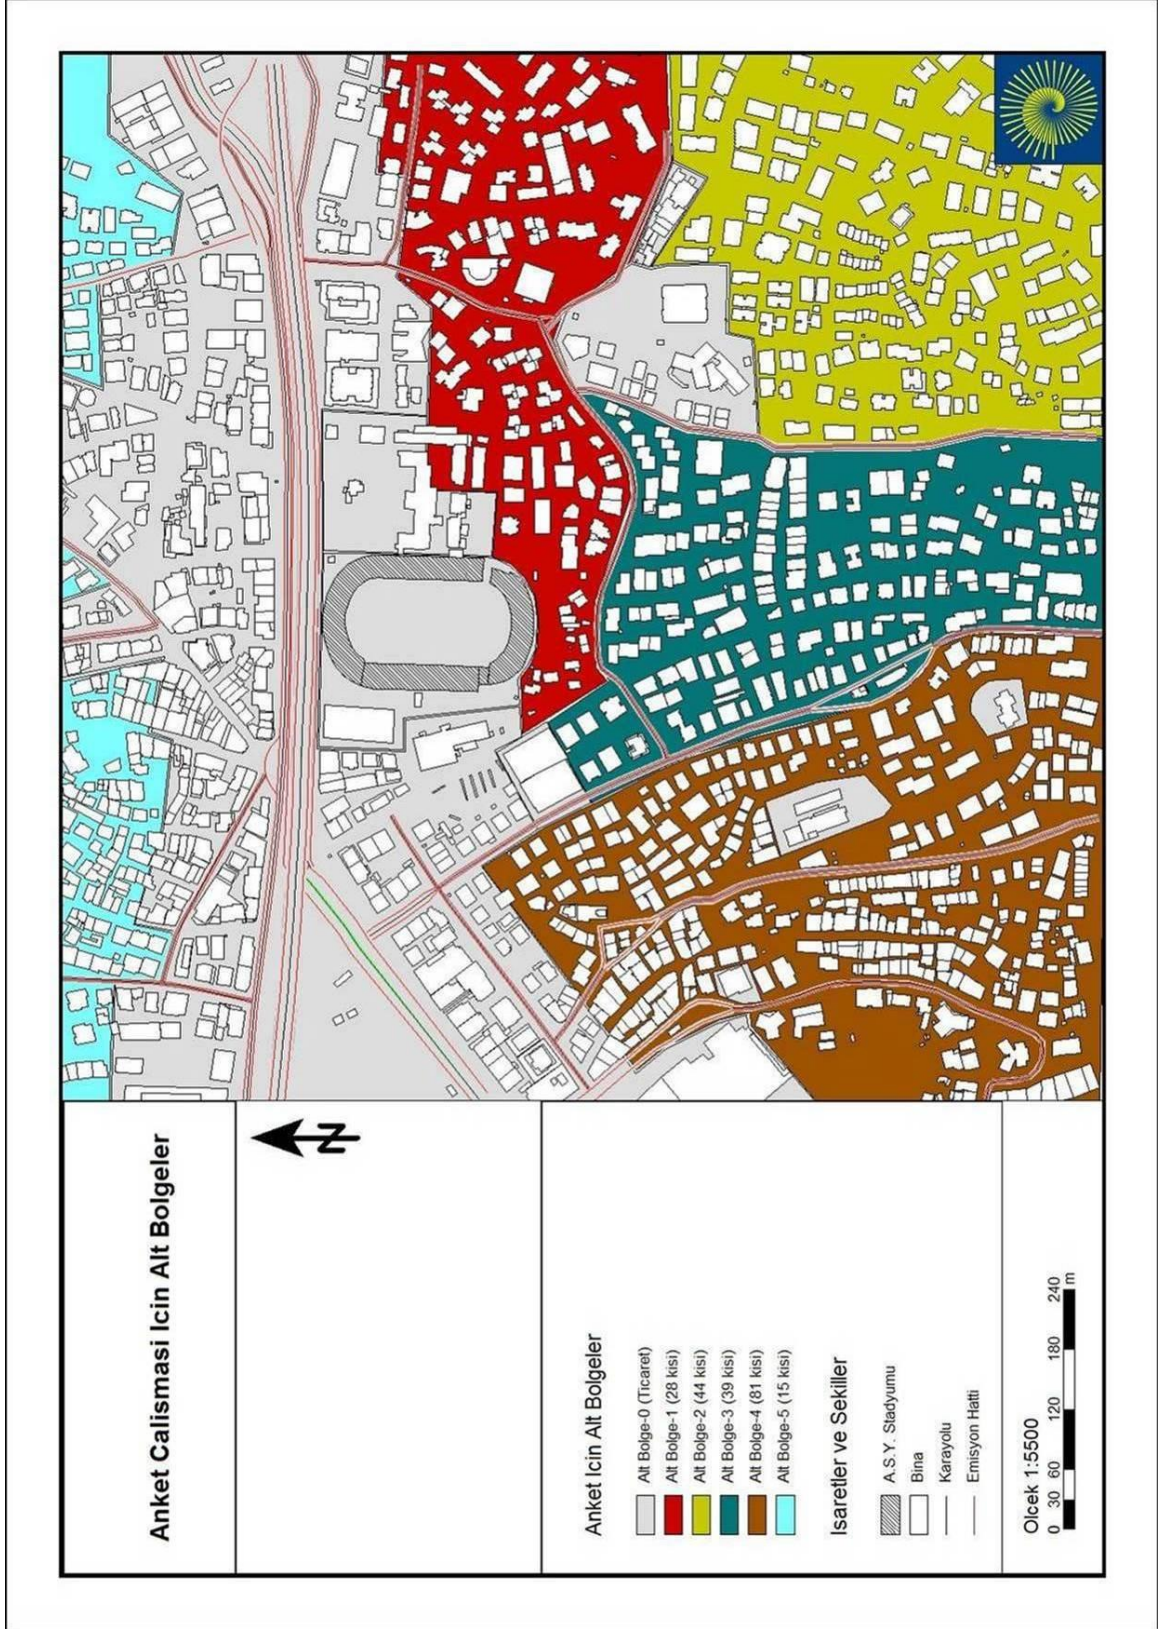 Anket Calismasi Icin Alt Bolgeler
N
Anket Icin Alt Bolgeler
Alt Bolge-0 (Ticaret)
Alt Bolge-1 (28 kisi)
Alt Bolge-2 (44 kisi)
Alt Bolge-3 (39 kisi)
Alt Bolge-4 (81 kisi)
Alt Bolge-5 (15 kisi)
Isaretler ve Sekiller
A.S.Y. Stadyumu
Bina
Karayolu
Emisyon Hatti
Olcek 1:5500
0 30 60 120 180 240
m